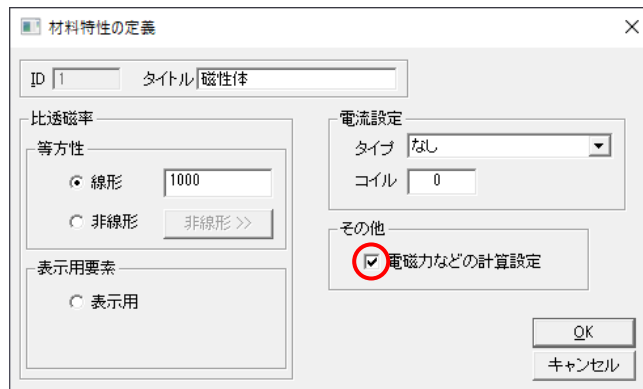 材料特性の定義
ID 1 タイトル 磁性体
比透磁率
等方性
線形 1000
非線形 非線形 >>
表示用要素
表示用
電流設定
タイプ なし
コイル 0
その他
電磁力などの計算設定
OK
キャンセル